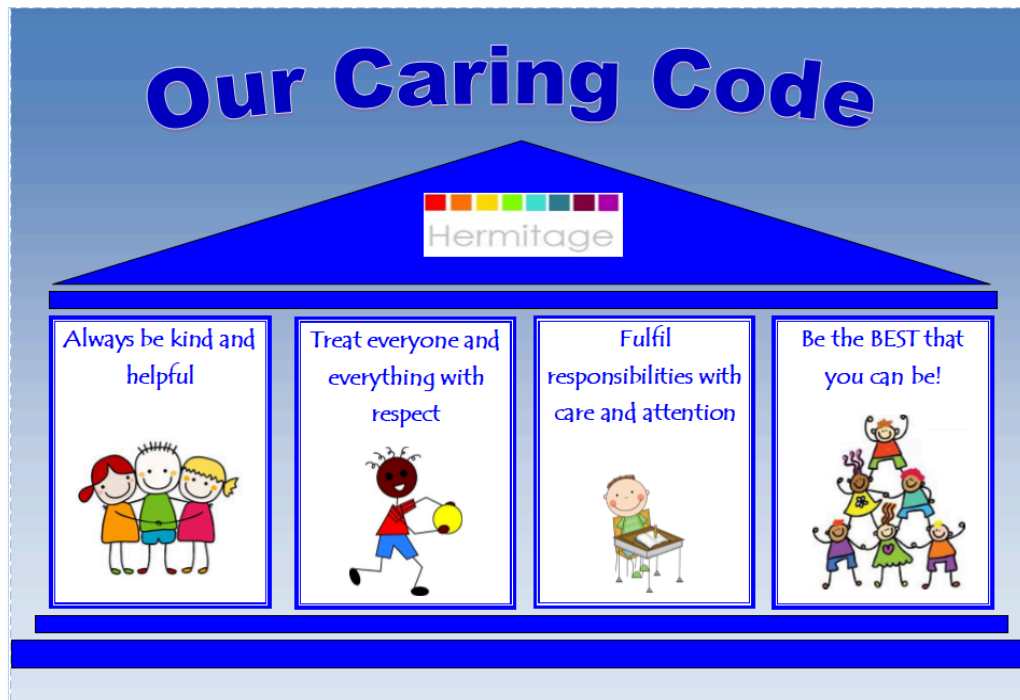 Our Caring Code
Hermitage
Always be kind and
helpful
Treat everyone and
everything with
respect
Fulfil
responsibilities with
care and attention
Be the BEST that
you can be!